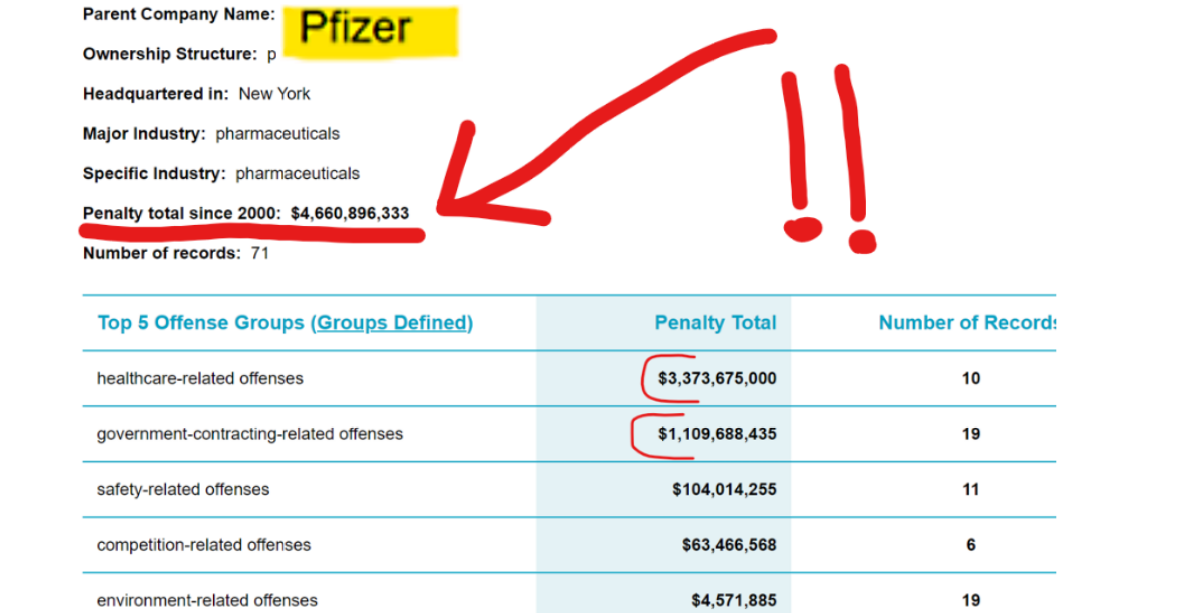 Parent Company Name: Pfizer
Ownership Structure: p
Headquartered in: New York
Major Industry: pharmaceuticals
Specific Industry: pharmaceuticals
Penalty total since 2000: $4,660,896,333
Number of records: 71
Top 5 Offense Groups (Groups Defined) Penalty Total Number of Records
healthcare-related offenses $3,373,675,000 10
government-contracting-related offenses $1,109,688,435 19
safety-related offenses $104,014,255 11
competition-related offenses $63,466,568 6
environment-related offenses $4,571,885 19
!!